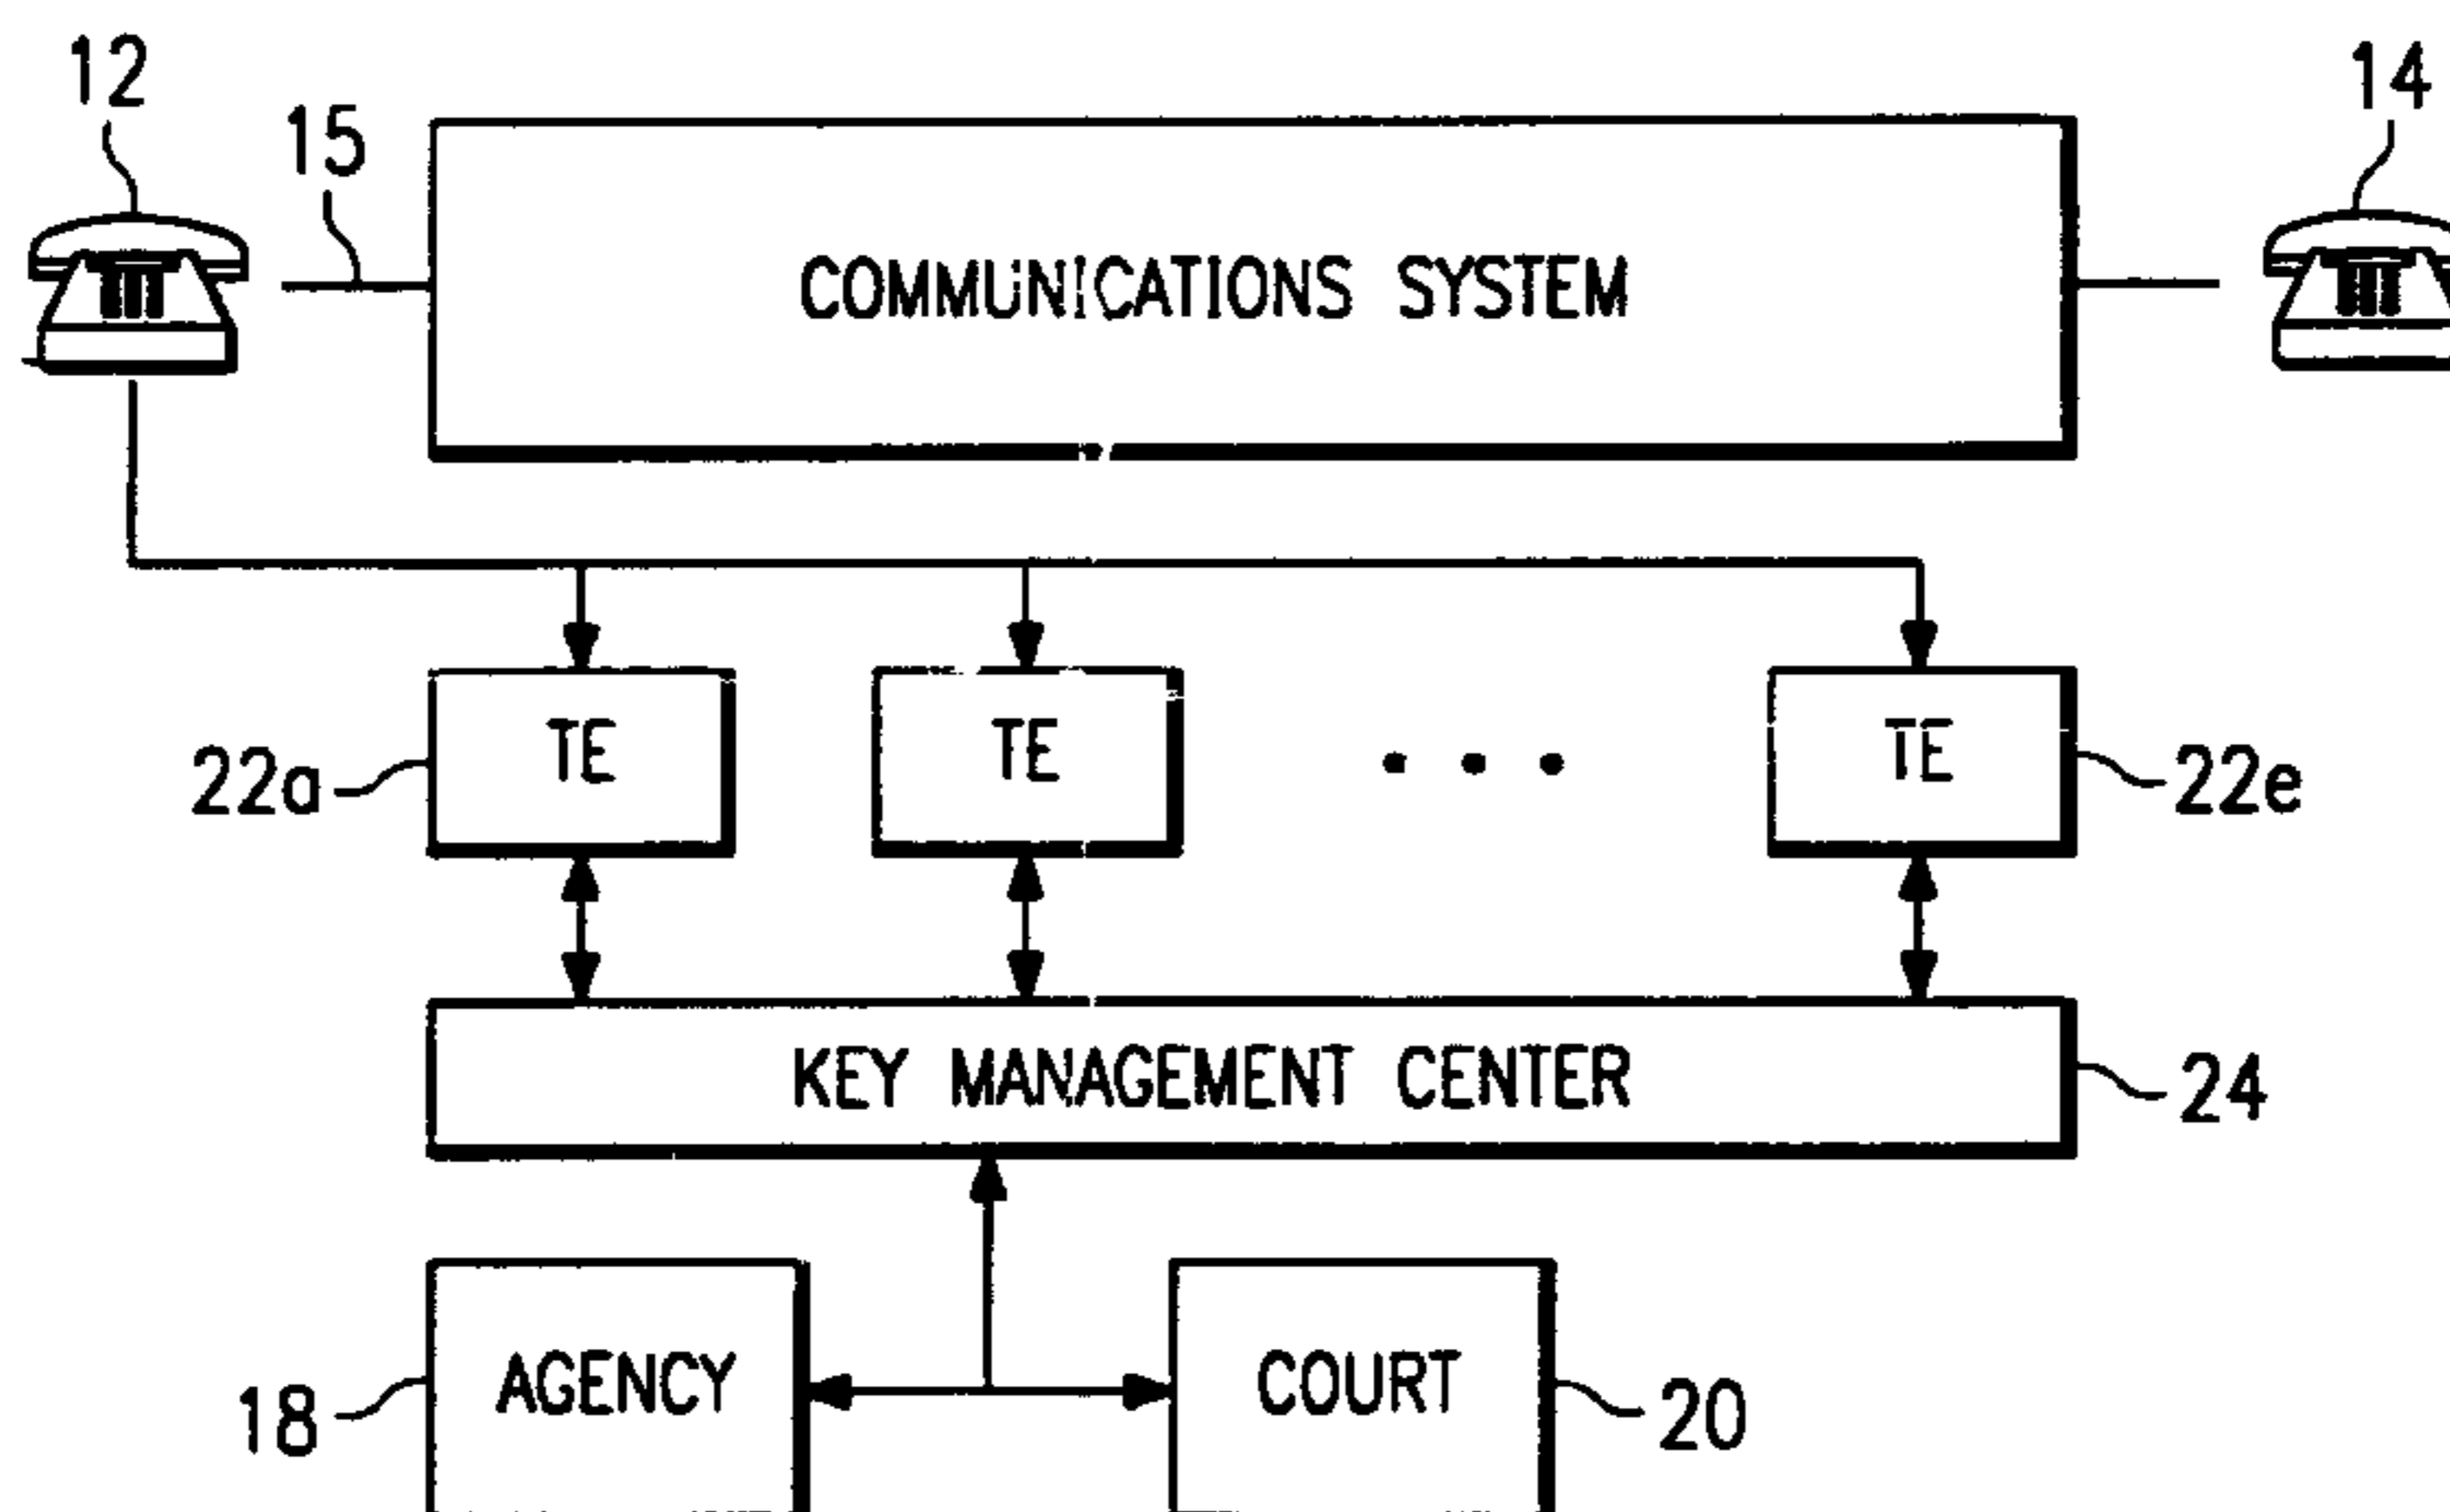 12
14
15
COMMUNICATIONS SYSTEM
TE
TE
TE
22a
22e
KEY MANAGEMENT CENTER
24
AGENCY
COURT
18
20